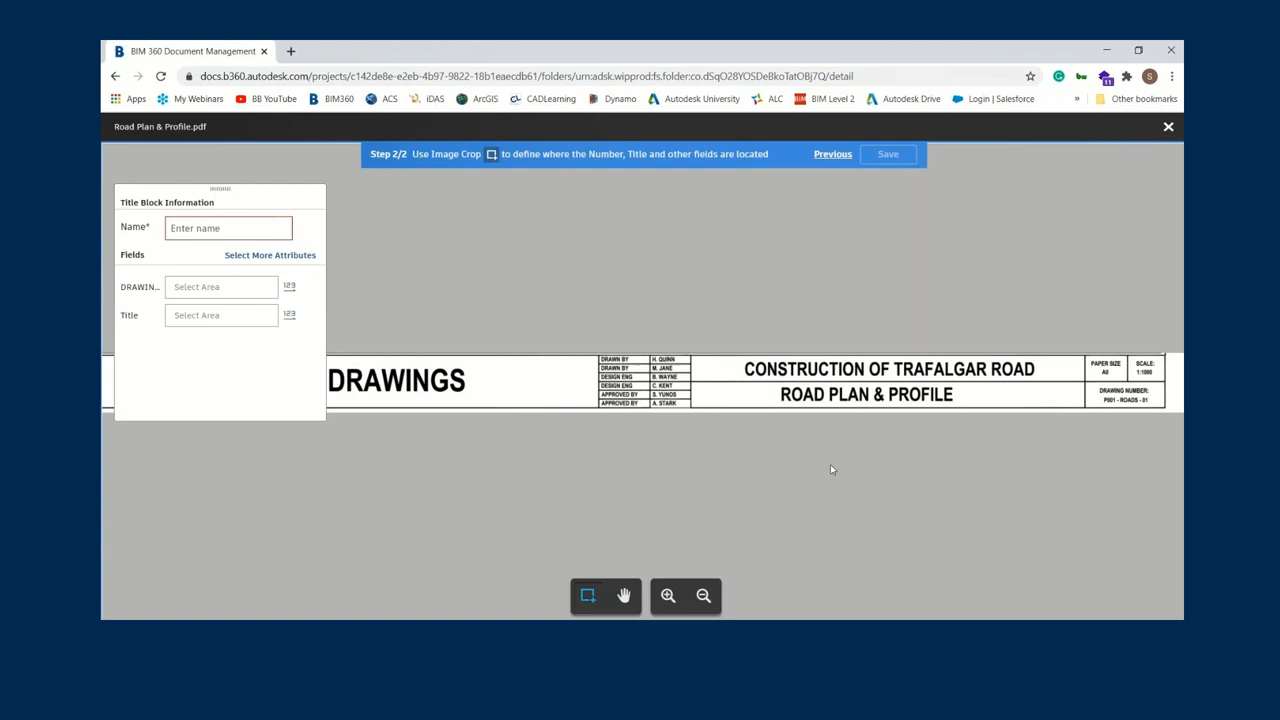 BIM 360 Document Management
docs.b360.autodesk.com/projects/c142de8e-e2eb-4b97-9822-18b1eaecdb61/folders/urn:adsk.wipprod:fs.folder:co.dSqO28YOSDeBkoTatOBj7Q/detail
S
11
Apps My Webinars BB YouTube BIM360 ACS iDAS ArcGIS CADLearning Dynamo Autodesk University ALC BIM Level 2 Autodesk Drive Login | Salesforce » Other bookmarks
Road Plan & Profile.pdf
Step 2/2 Use Image Crop to define where the Number, Title and other fields are located Previous Save
Title Block Information
Name* Enter name
Fields Select More Attributes
DRAWIN... Select Area 123
Title Select Area 123
DRAWINGS
DRAWN BY H. QUINN
DRAWN BY M. JANE
DESIGN ENG B. WAYNE
DESIGN ENG C. KENT
APPROVED BY S. YUNOS
APPROVED BY A. STARK
CONSTRUCTION OF TRAFALGAR ROAD
ROAD PLAN & PROFILE
PAPER SIZE
A0
SCALE:
1:1000
DRAWING NUMBER:
P001 - ROADS - 01